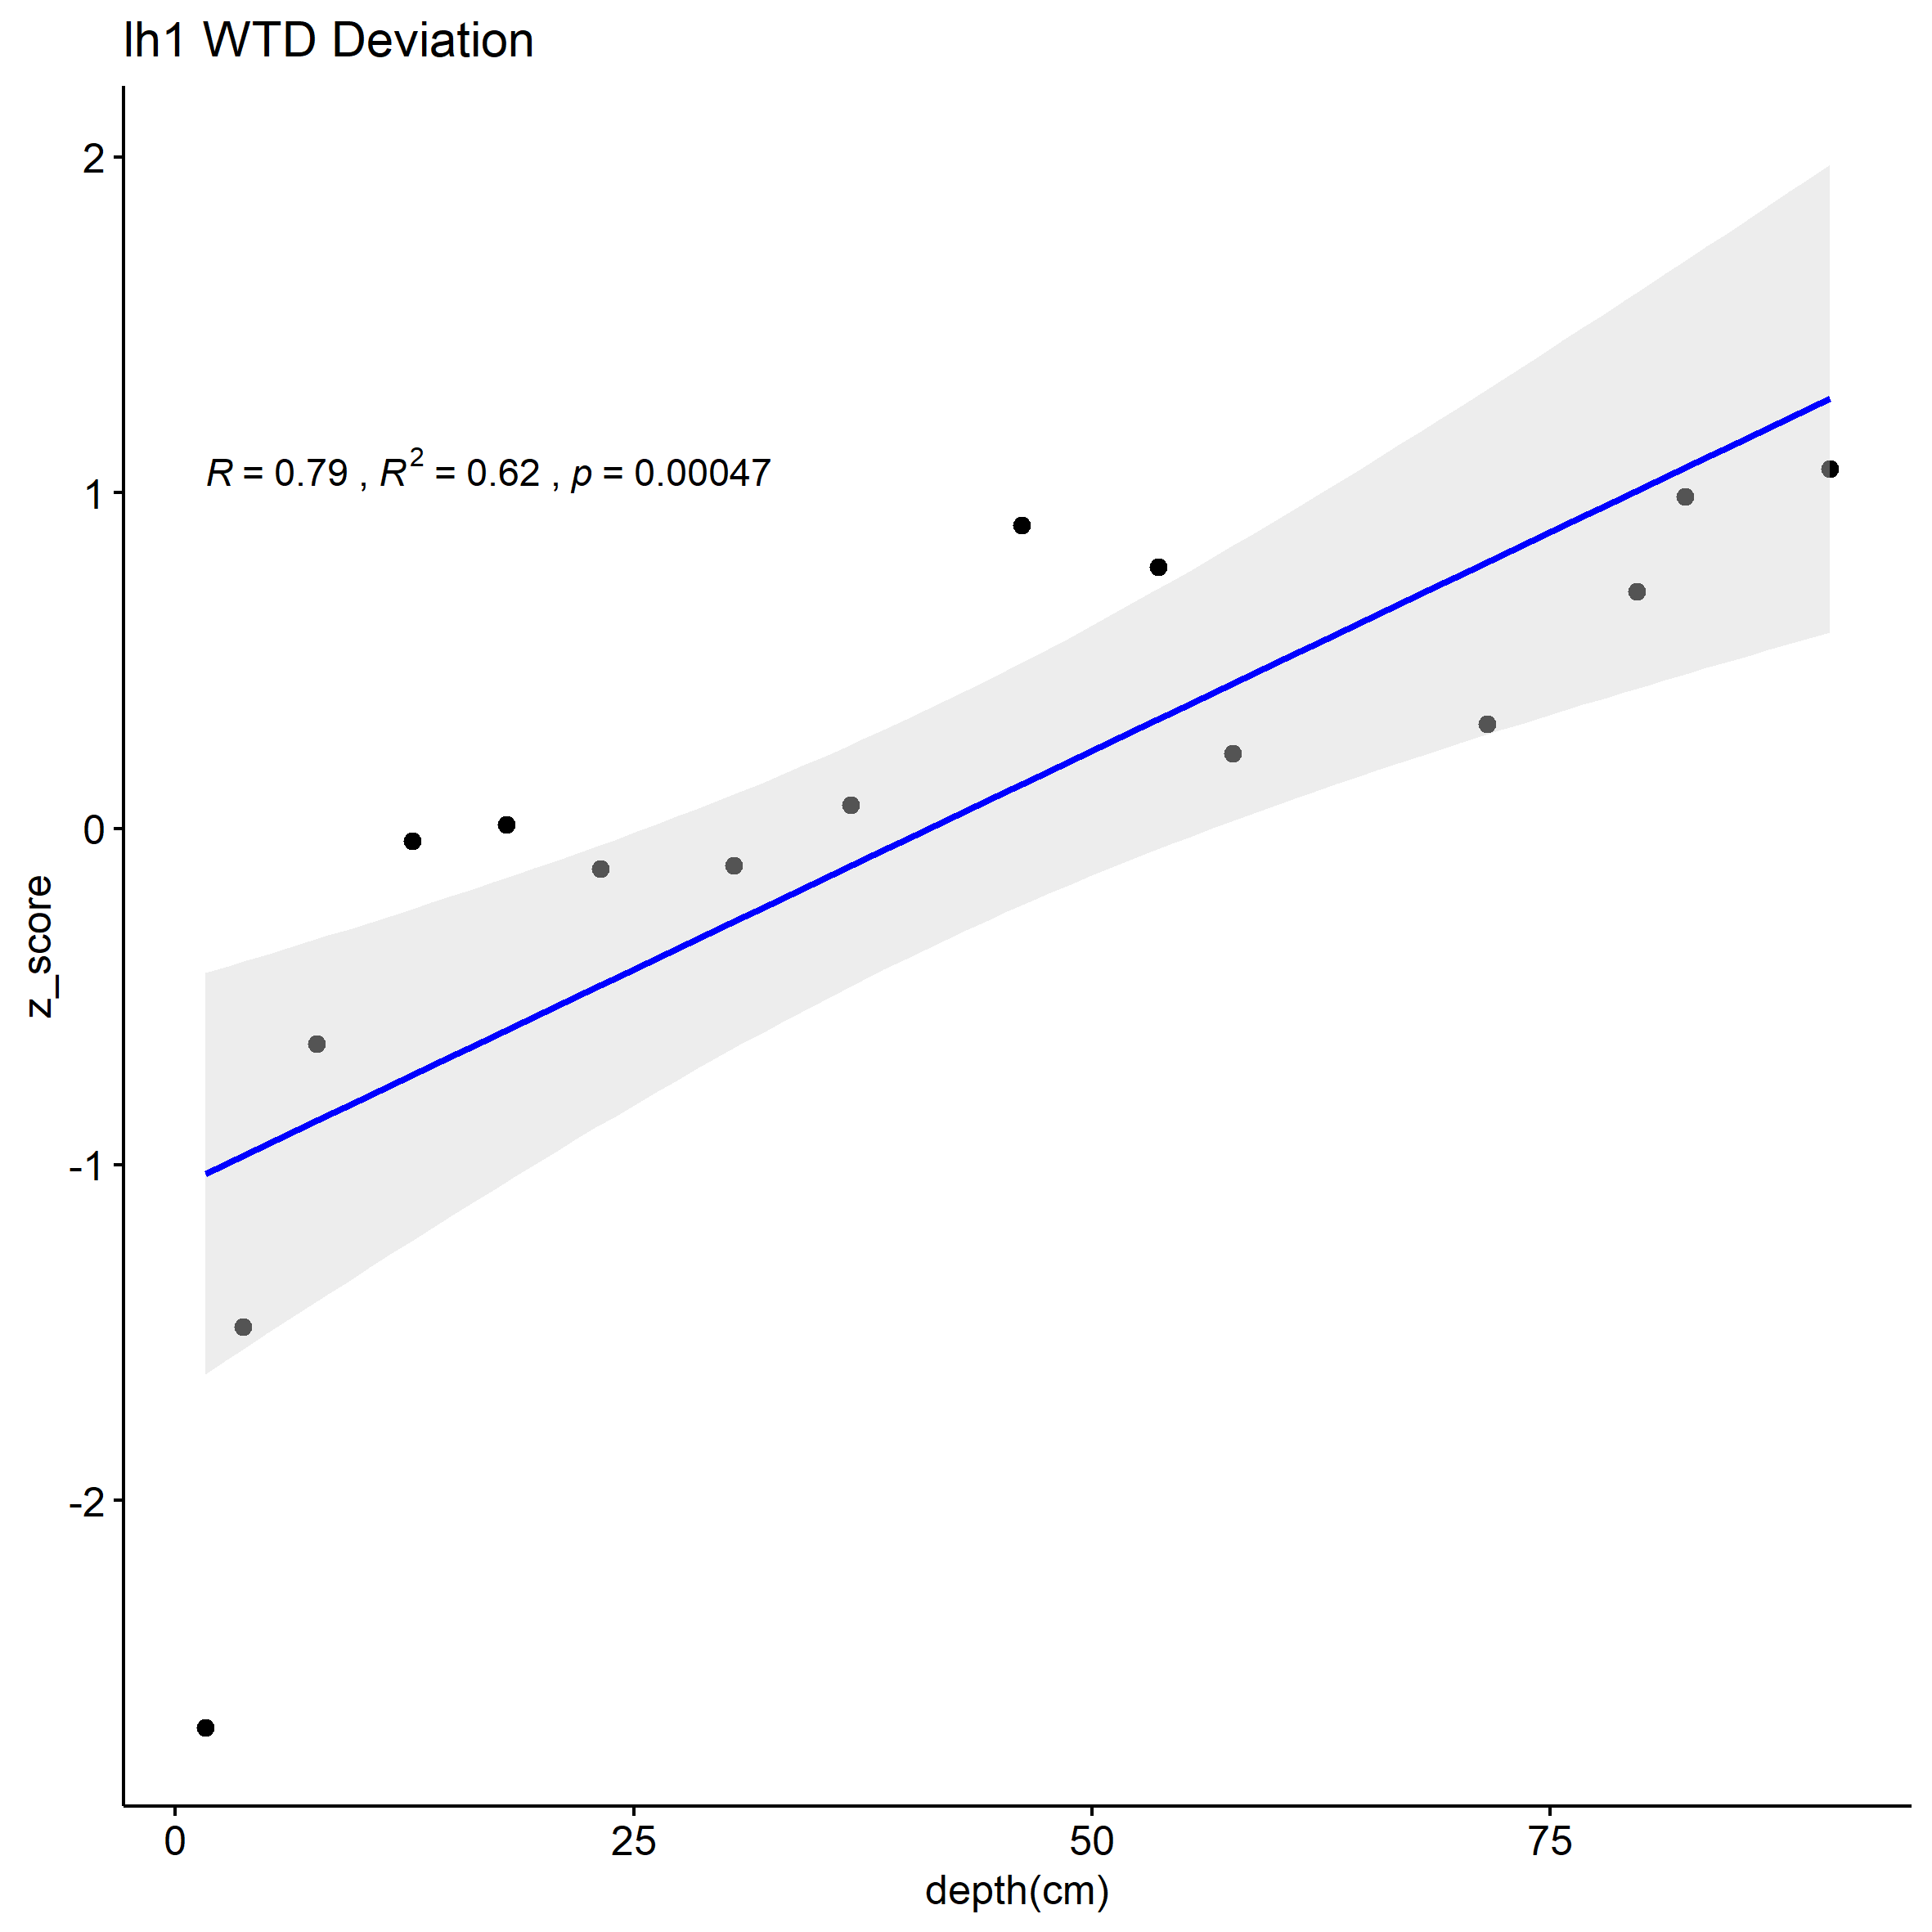 lh1 WTD Deviation
2
R = 0.79 , R² = 0.62 , p = 0.00047
1
0
z_score
-1
-2
0 25 50 75
depth(cm)